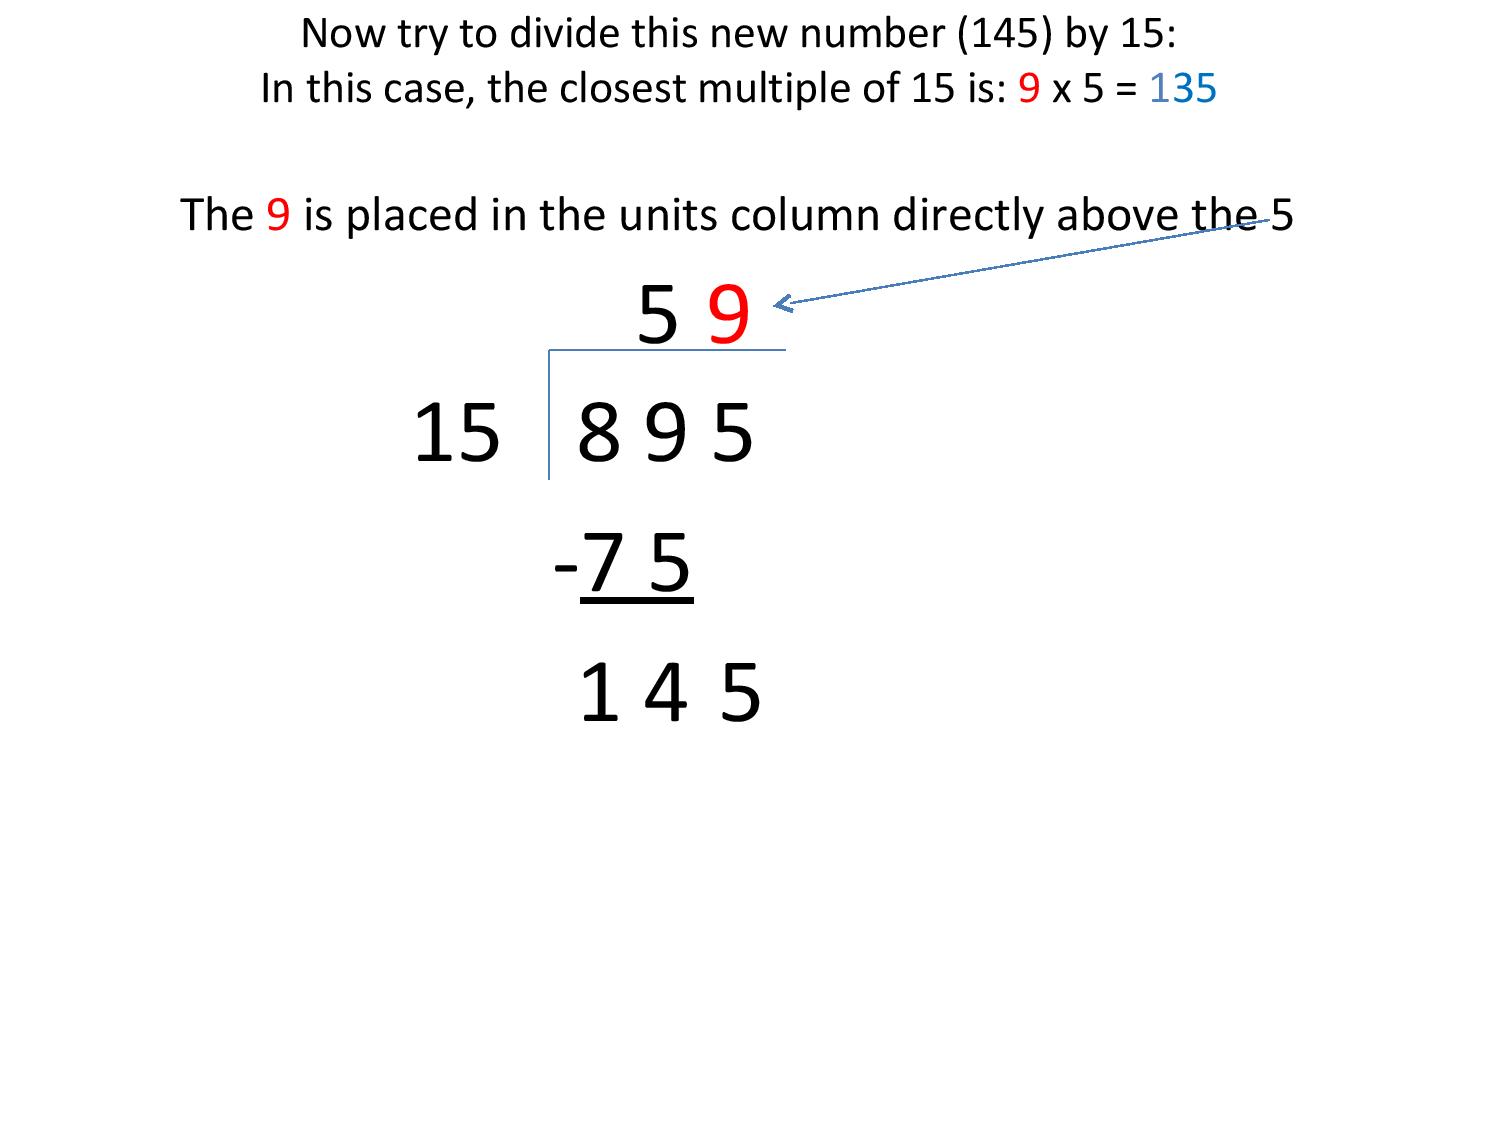 Now try to divide this new number (145) by 15:
In this case, the closest multiple of 15 is: 9 x 5 = 135
The 9 is placed in the units column directly above the 5
5 9
15 8 9 5
-7 5
1 4 5